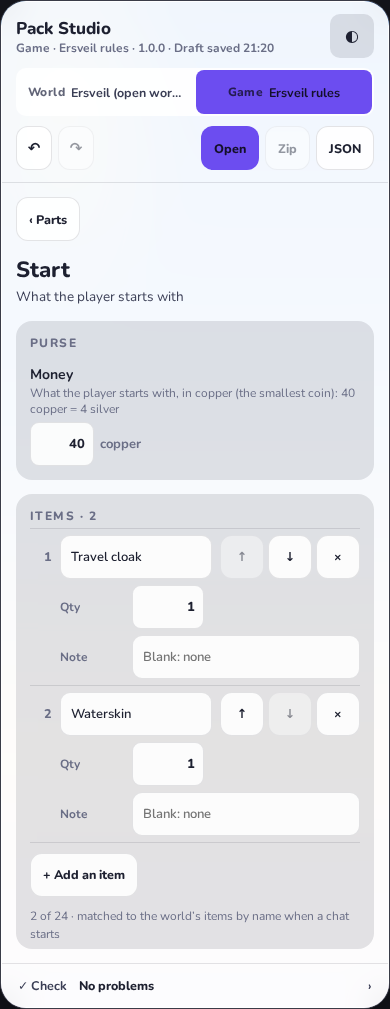 Pack Studio
Game · Ersveil rules · 1.0.0 · Draft saved 21:20
World Ersveil (open wor... Game Ersveil rules
Open Zip JSON
‹ Parts
Start
What the player starts with
PURSE
Money
What the player starts with, in copper (the smallest coin): 40
copper = 4 silver
40 copper
ITEMS · 2
1 Travel cloak ↑ ↓ ×
Qty 1
Note Blank: none
2 Waterskin ↑ ↓ ×
Qty 1
Note Blank: none
+ Add an item
2 of 24 · matched to the world's items by name when a chat
starts
✓ Check No problems ›